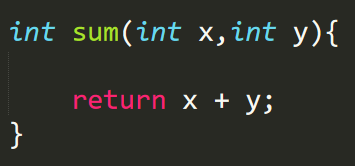 int sum(int x,int y){
return x + y;
}